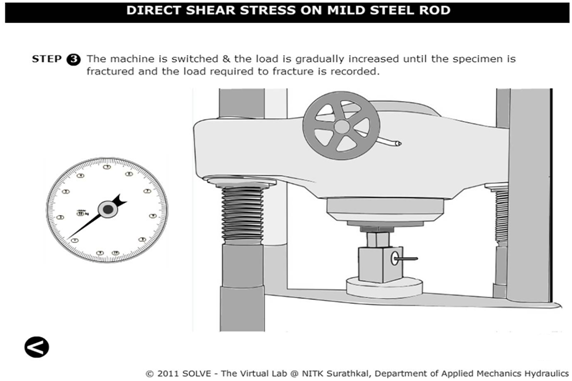 DIRECT SHEAR STRESS ON MILD STEEL ROD
STEP 3 The machine is switched & the load is gradually increased until the specimen is
fractured and the load required to fracture is recorded.
© 2011 SOLVE - The Virtual Lab @ NITK Surathkal, Department of Applied Mechanics Hydraulics